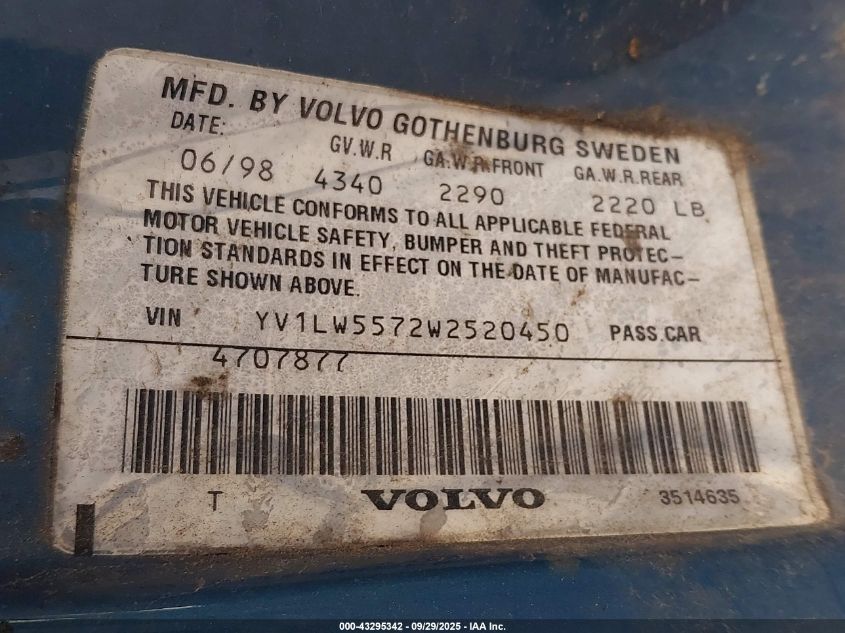 MFD. BY VOLVO GOTHENBURG SWEDEN
DATE: GV.W.R GA.W.R.FRONT GA.W.R.REAR
06/98 4340 2290 2220 LB
THIS VEHICLE CONFORMS TO ALL APPLICABLE FEDERAL
MOTOR VEHICLE SAFETY, BUMPER AND THEFT PROTEC-
TION STANDARDS IN EFFECT ON THE DATE OF MANUFAC-
TURE SHOWN ABOVE.
VIN YV1LW5572W2520450 PASS.CAR
4707877
T VOLVO 3514635
000-43295342 | 09/29/2025 | IAA Inc.